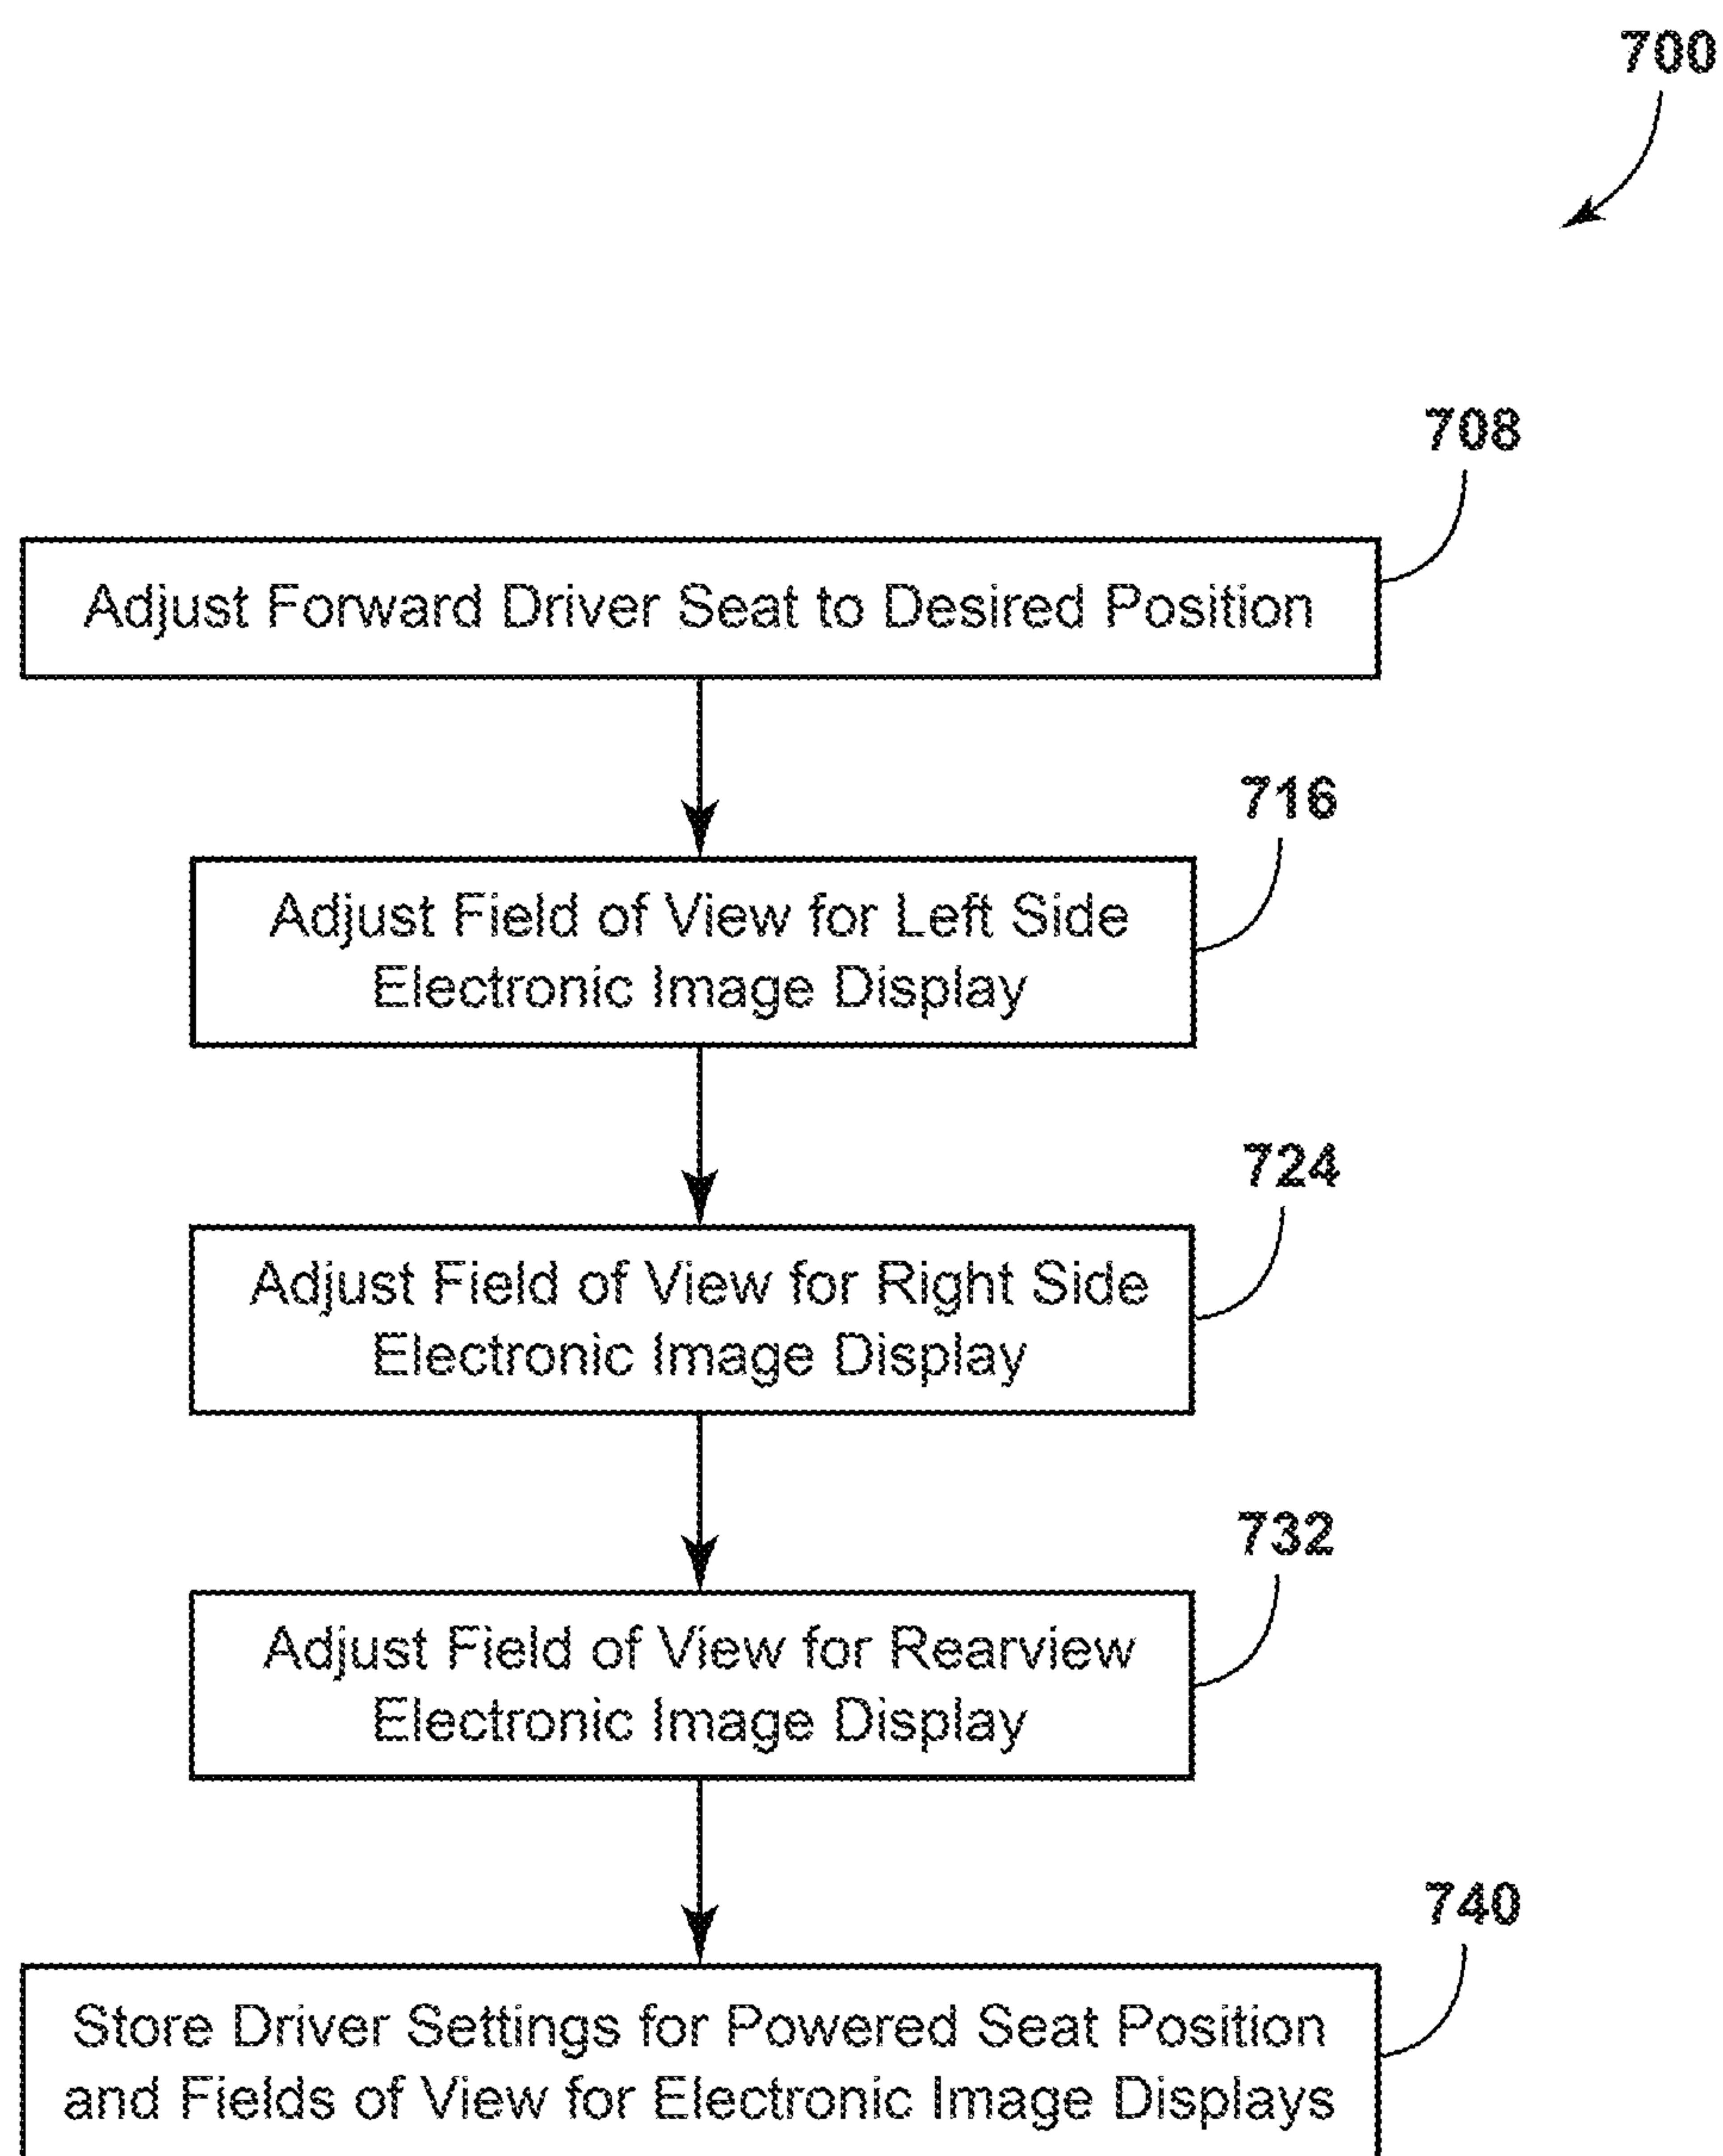 700
708
Adjust Forward Driver Seat to Desired Position
716
Adjust Field of View for Left Side
Electronic Image Display
724
Adjust Field of View for Right Side
Electronic Image Display
732
Adjust Field of View for Rearview
Electronic Image Display
740
Store Driver Settings for Powered Seat Position
and Fields of View for Electronic Image Displays